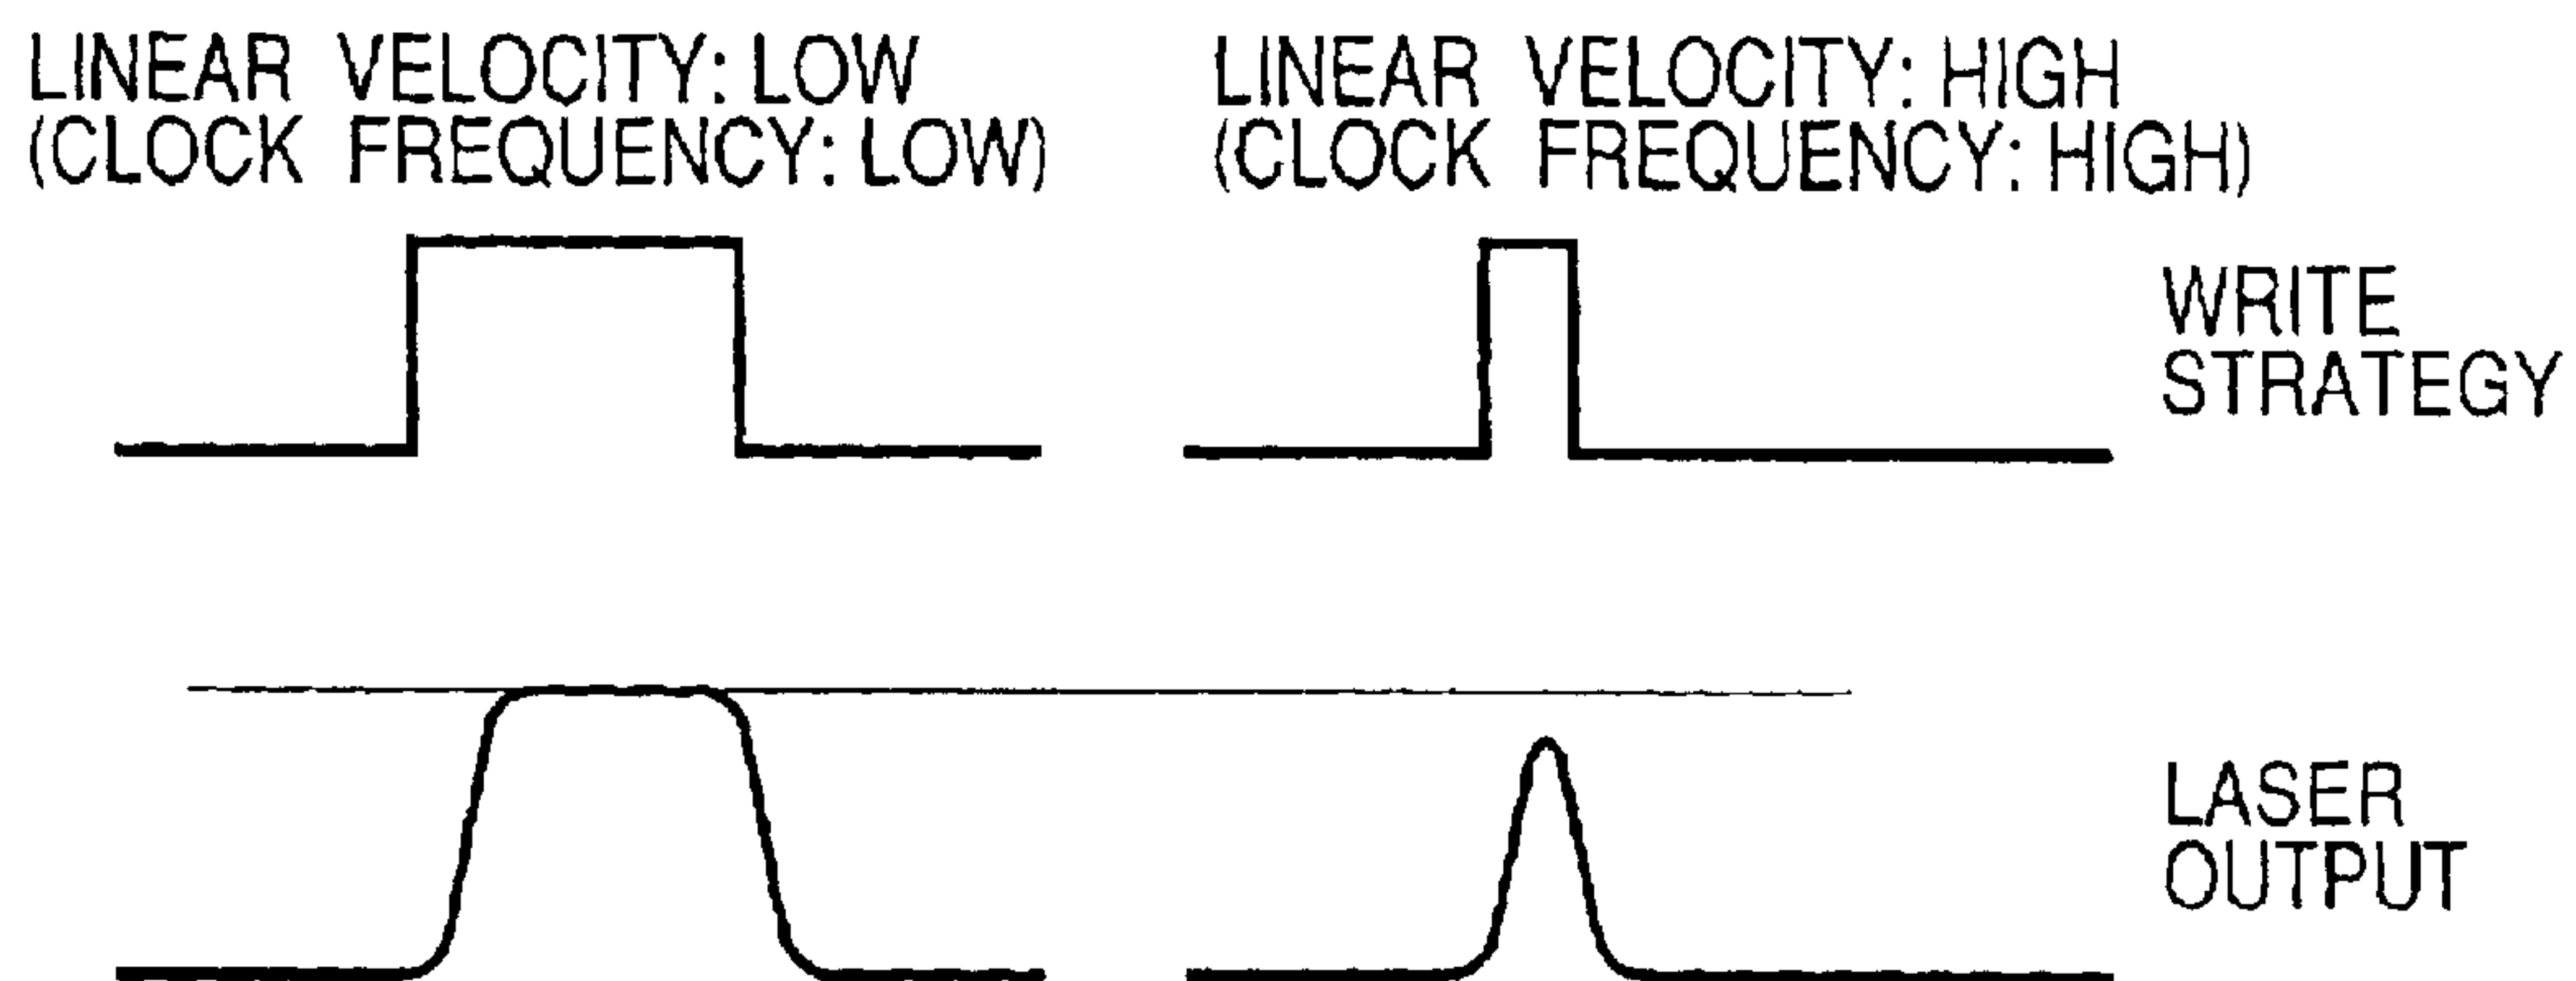 LINEAR VELOCITY: LOW
(CLOCK FREQUENCY: LOW)
LINEAR VELOCITY: HIGH
(CLOCK FREQUENCY: HIGH)
WRITE
STRATEGY
LASER
OUTPUT